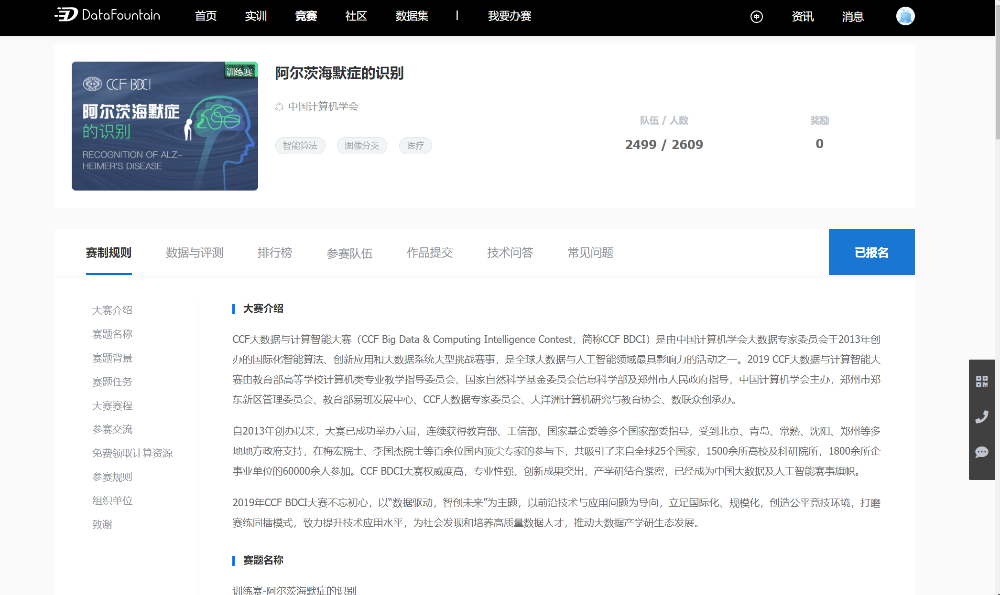 DataFountain 首页 实训 竞赛 社区 数据集 | 我要办赛 中 资讯 消息
训练赛
CCF BDCI
阿尔茨海默症
的识别
RECOGNITION OF ALZ-
HEIMER'S DISEASE
阿尔茨海默症的识别
中国计算机学会
智能算法 图像分类 医疗
队伍 / 人数 奖励
2499 / 2609 0
赛制规则 数据与评测 排行榜 参赛队伍 作品提交 技术问答 常见问题 已报名
大赛介绍
赛题名称
赛题背景
赛题任务
大赛赛程
参赛交流
免费领取计算资源
参赛规则
组织单位
致谢
大赛介绍
CCF大数据与计算智能大赛（CCF Big Data & Computing Intelligence Contest，简称CCF BDCI）是由中国计算机学会大数据专家委员会于2013年创
办的国际化智能算法、创新应用和大数据系统大型挑战赛事，是全球大数据与人工智能领域最具影响力的活动之一。2019 CCF大数据与计算智能大
赛由教育部高等学校计算机类专业教学指导委员会、国家自然科学基金委员会信息科学部及郑州市人民政府指导，中国计算机学会主办，郑州市郑
东新区管理委员会、教育部易班发展中心、CCF大数据专家委员会、大洋洲计算机研究与教育协会、数联众创承办。
自2013年创办以来，大赛已成功举办六届，连续获得教育部、工信部、国家基金委等多个国家部委指导，受到北京、青岛、常熟、沈阳、郑州等多
地地方政府支持，在梅宏院士、李国杰院士等百余位国内顶尖专家的参与下，共吸引了来自全球25个国家，1500余所高校及科研院所，1800余所企
事业单位的60000余人参加。CCF BDCI大赛权威度高，专业性强，创新成果突出，产学研结合紧密，已经成为中国大数据及人工智能赛事旗帜。
2019年CCF BDCI大赛不忘初心，以“数据驱动，智创未来”为主题，以前沿技术与应用问题为导向，立足国际化、规模化，创造公平竞技环境，打磨
赛练同擂模式，致力提升技术应用水平，为社会发现和培养高质量数据人才，推动大数据产学研生态发展。
赛题名称
训练赛-阿尔茨海默症的识别